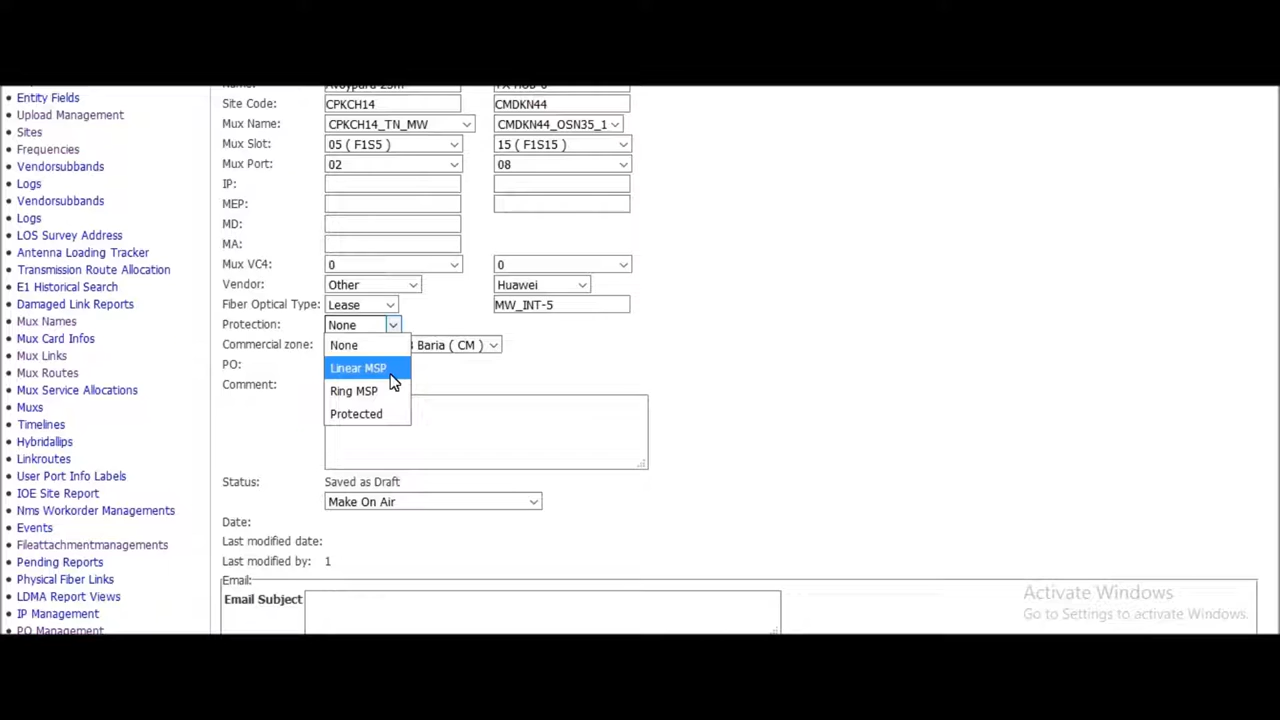 Entity Fields
Upload Management
Sites
Frequencies
Vendorsubbands
Logs
Vendorsubbands
Logs
LOS Survey Address
Antenna Loading Tracker
Transmission Route Allocation
E1 Historical Search
Damaged Link Reports
Mux Names
Mux Card Infos
Mux Links
Mux Routes
Mux Service Allocations
Muxs
Timelines
Hybridallips
Linkroutes
User Port Info Labels
IOE Site Report
Nms Workorder Managements
Events
Fileattachmentmanagements
Pending Reports
Physical Fiber Links
LDMA Report Views
IP Management
PO Management
Site Code: CPKCH14 CMDKN44
Mux Name: CPKCH14_TN_MW CMDKN44_OSN35_1
Mux Slot: 05 ( F1S5 ) 15 ( F1S15 )
Mux Port: 02 08
IP:
MEP:
MD:
MA:
Mux VC4: 0 0
Vendor: Other Huawei
Fiber Optical Type: Lease MW_INT-5
Protection: None
None
Linear MSP
Ring MSP
Protected
Commercial zone: Baria ( CM )
PO:
Comment:
Status: Saved as Draft
Make On Air
Date:
Last modified date:
Last modified by: 1
Email:
Email Subject
Activate Windows
Go to Settings to activate Windows.